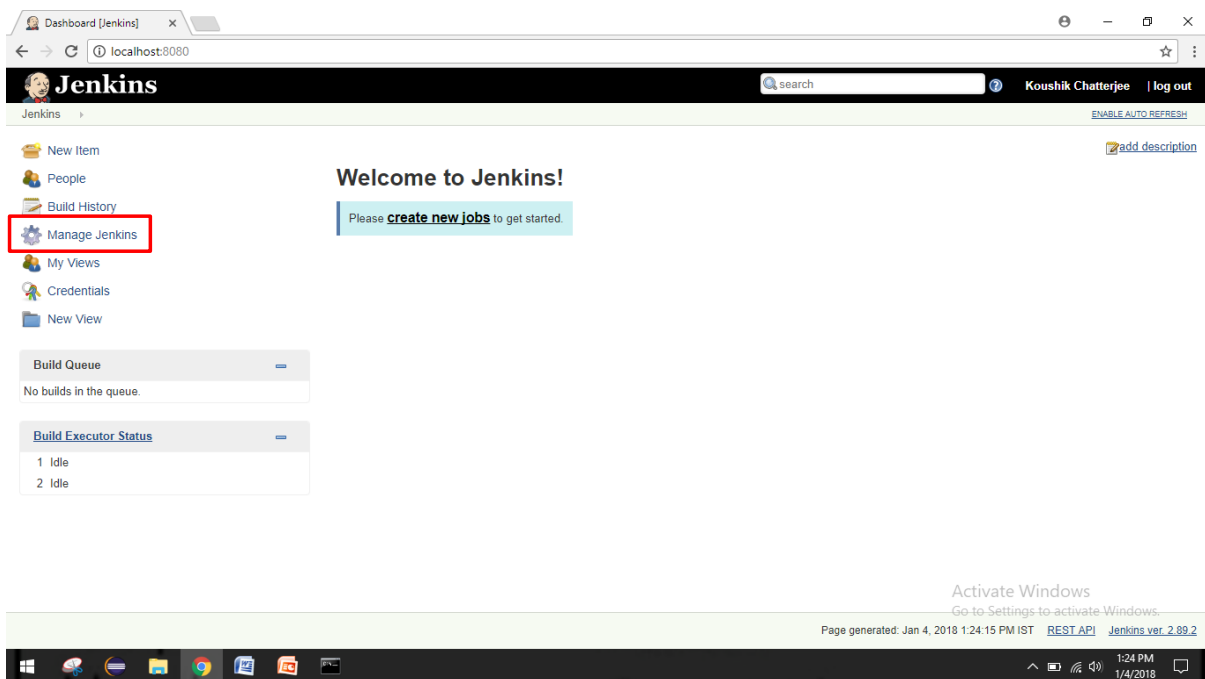 Dashboard [Jenkins]
localhost:8080
Jenkins
search
Koushik Chatterjee | log out
Jenkins
ENABLE AUTO REFRESH
New Item
People
Build History
Manage Jenkins
My Views
Credentials
New View
add description
Welcome to Jenkins!
Please create new jobs to get started.
Build Queue
No builds in the queue.
Build Executor Status
1 Idle
2 Idle
Activate Windows
Go to Settings to activate Windows.
Page generated: Jan 4, 2018 1:24:15 PM IST REST API Jenkins ver. 2.89.2
1:24 PM
1/4/2018